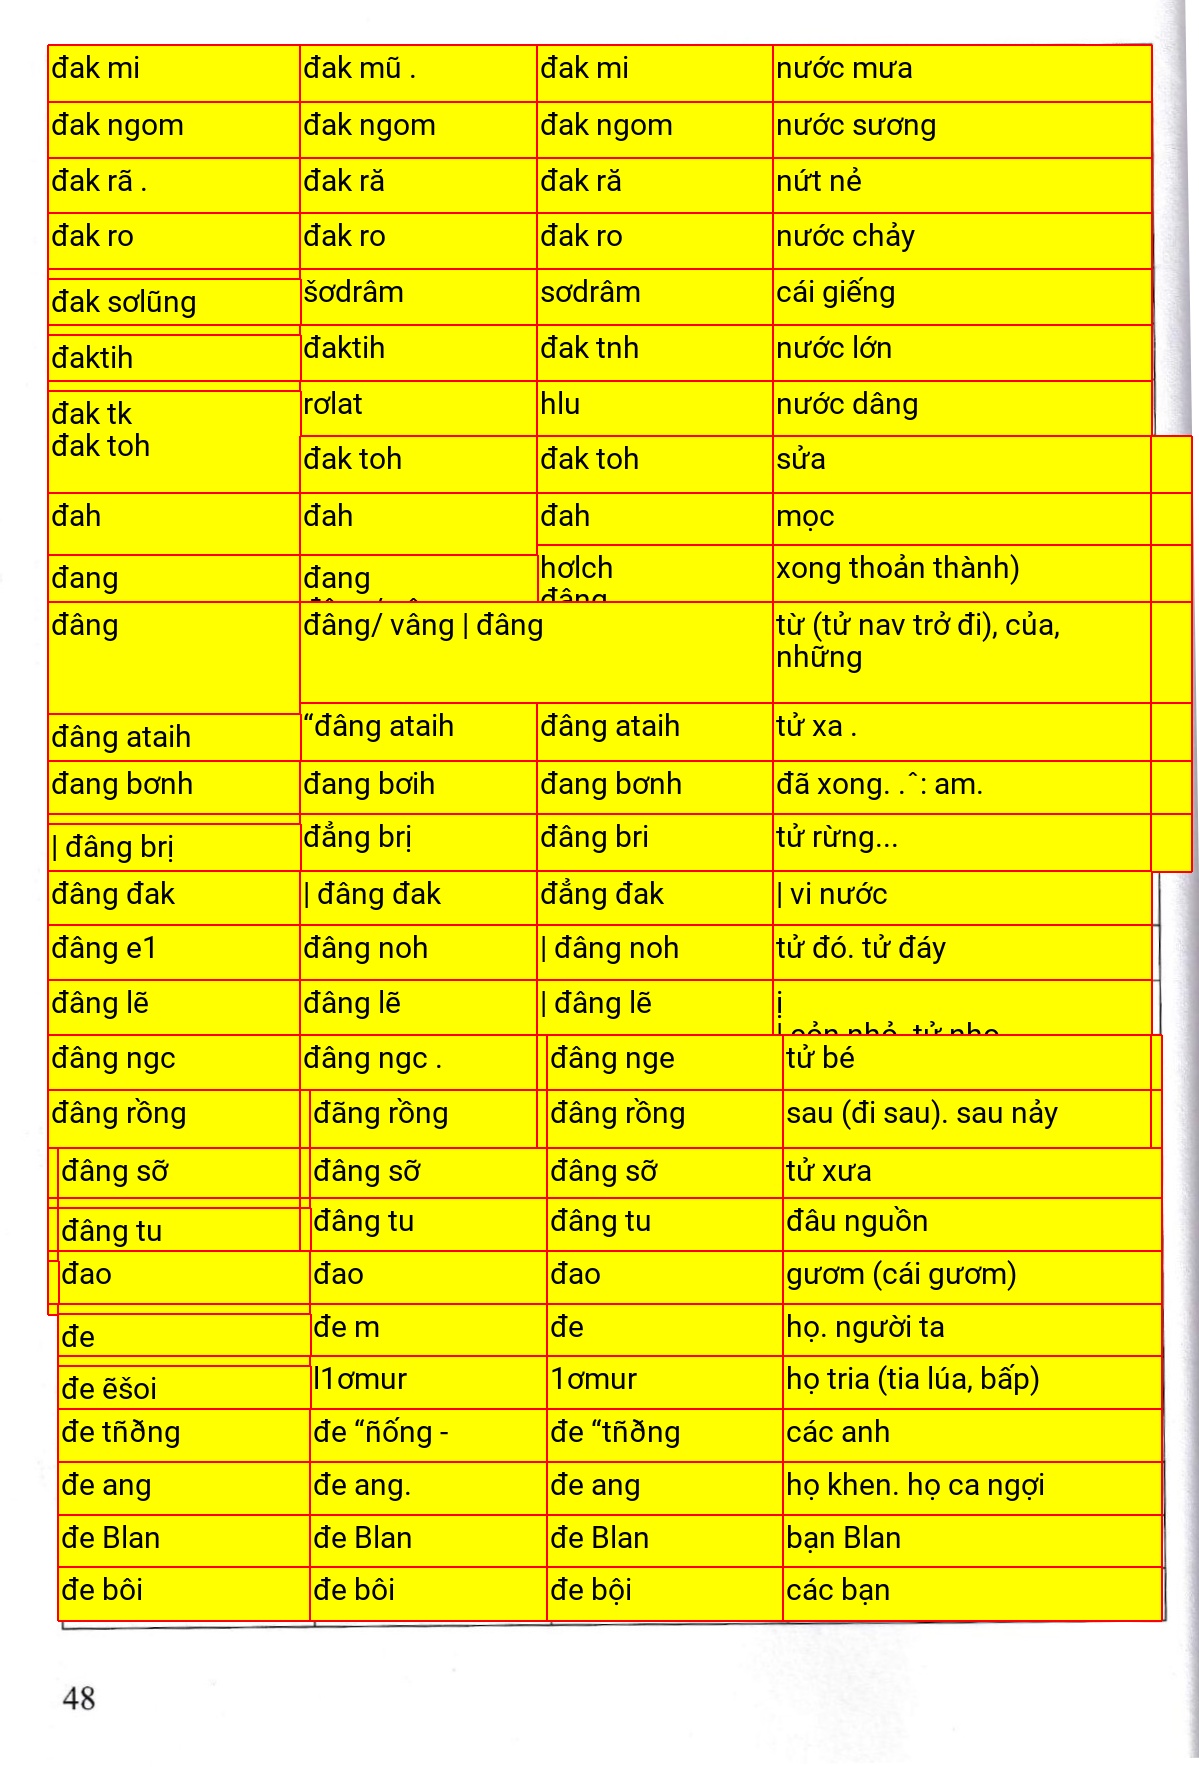 đak mi đak mũ . đak mi nước mưa
đak ngom đak ngom đak ngom nước sương
đak rã . đak ră đak ră nứt nẻ
đak ro đak ro đak ro nước chảy
đak sơlũng šơdrâm sơdrâm cái giếng
đaktih đaktih đak tnh nước lớn
đak tk rơlat hlu nước dâng
đak toh đak toh đak toh sửa
đah đah đah mọc
đang đang hơlch xong thoản thành)
đâng
đâng đâng/ vâng | đâng từ (tử nav trở đi), của,
những
đâng ataih “đâng ataih đâng ataih tử xa .
đang bơnh đang bơih đang bơnh đã xong. .ˆ: am.
| đâng brị đẳng brị đâng bri tử rừng...
đâng đak | đâng đak đẳng đak | vi nước
đâng e1 đâng noh | đâng noh tử đó. tử đáy
đâng lẽ đâng lẽ | đâng lẽ ị
đâng ngc đâng ngc . đâng nge tử bé
đâng rồng đãng rồng đâng rồng sau (đi sau). sau nảy
đâng sỡ đâng sỡ đâng sỡ tử xưa
đâng tu đâng tu đâng tu đâu nguồn
đao đao đao gươm (cái gươm)
đe đe m đe họ. người ta
đe ẽšoi l1ơmur 1ơmur họ tria (tia lúa, bấp)
đe tñðng đe “ñống - đe “tñðng các anh
đe ang đe ang. đe ang họ khen. họ ca ngợi
đe Blan đe Blan đe Blan bạn Blan
đe bôi đe bôi đe bội các bạn
48